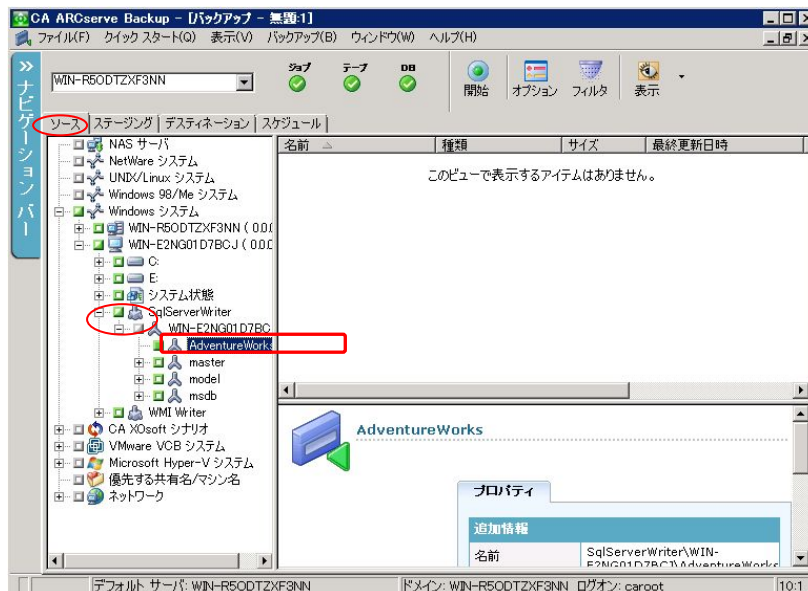 CA ARCserve Backup - [バックアップ - 無題:1]
ファイル(F) クイック スタート(Q) 表示(V) バックアップ(B) ウィンドウ(W) ヘルプ(H)
ナビゲーション バー
WIN-R5ODTZXF3NN
ジョブ テープ DB
開始 オプション フィルタ 表示
ソース ステージング デスティネーション スケジュール
NAS サーバ
NetWare システム
UNIX/Linux システム
Windows 98/Me システム
Windows システム
WIN-R5ODTZXF3NN ( 0.0.(
WIN-E2NG01D7BCJ ( 0.0.(
C:
E:
システム状態
SqlServerWriter
WIN-E2NG01D7BC
AdventureWorks
master
model
msdb
WMI Writer
CA XOsoft シナリオ
VMware VCB システム
Microsoft Hyper-V システム
優先する共有名/マシン名
ネットワーク
名前 種類 サイズ 最終更新日時
このビューで表示するアイテムはありません。
AdventureWorks
プロパティ
追加情報
名前 SqlServerWriter\WIN-
E2NG01D7BCJ\AdventureWorks
デフォルト サーバ: WIN-R5ODTZXF3NN ドメイン: WIN-R5ODTZXF3NN ログオン: caroot 10:1